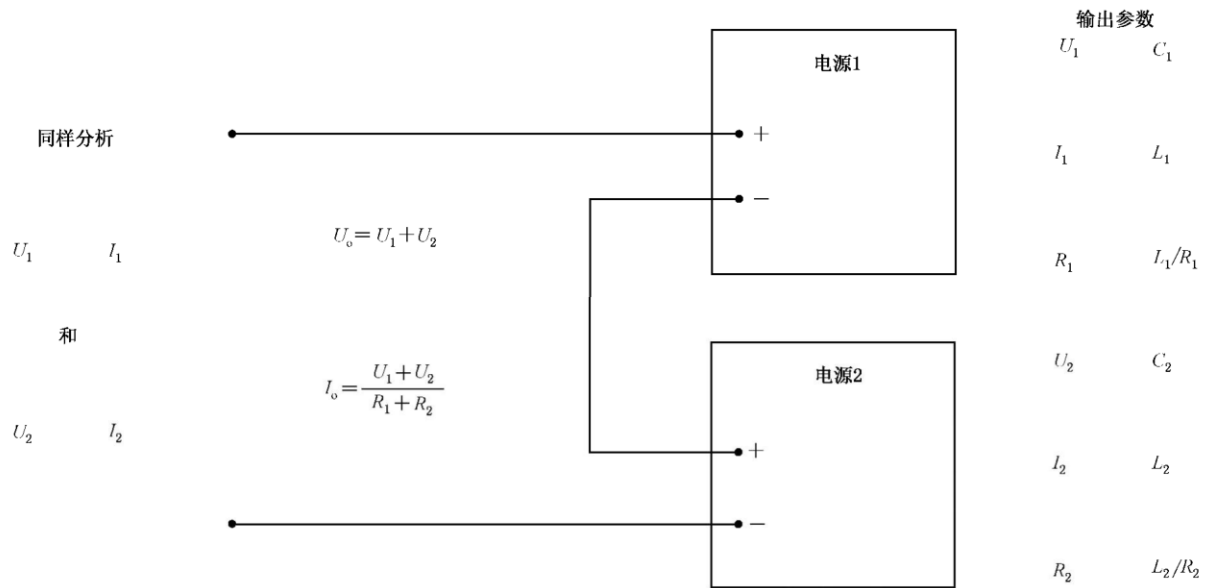 输出参数
U₁ C₁
电源1
同样分析
+
I₁ L₁
−
U₁ I₁
Uₒ=U₁+U₂
R₁ L₁/R₁
和
U₂ C₂
电源2
Iₒ=(U₁+U₂)/(R₁+R₂)
U₂ I₂
+
I₂ L₂
−
R₂ L₂/R₂